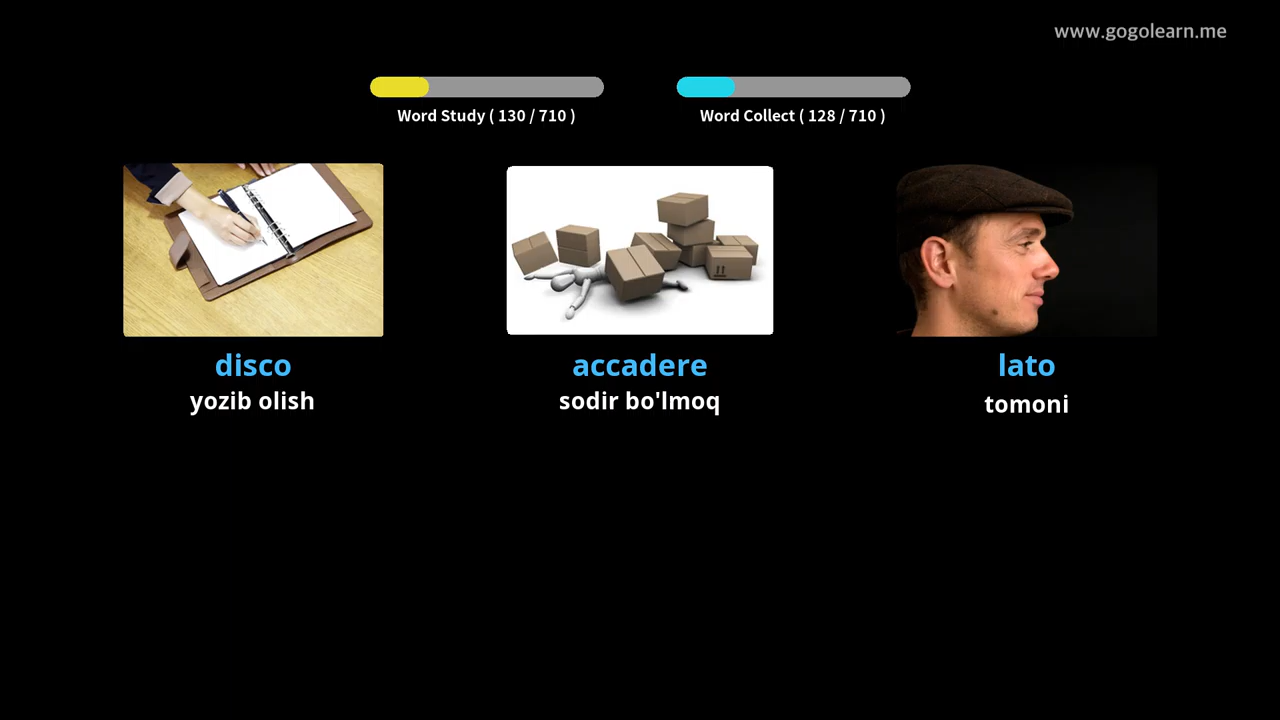 www.gogolearn.me
Word Study ( 130 / 710 )
Word Collect ( 128 / 710 )
disco
yozib olish
accadere
sodir bo'lmoq
lato
tomoni